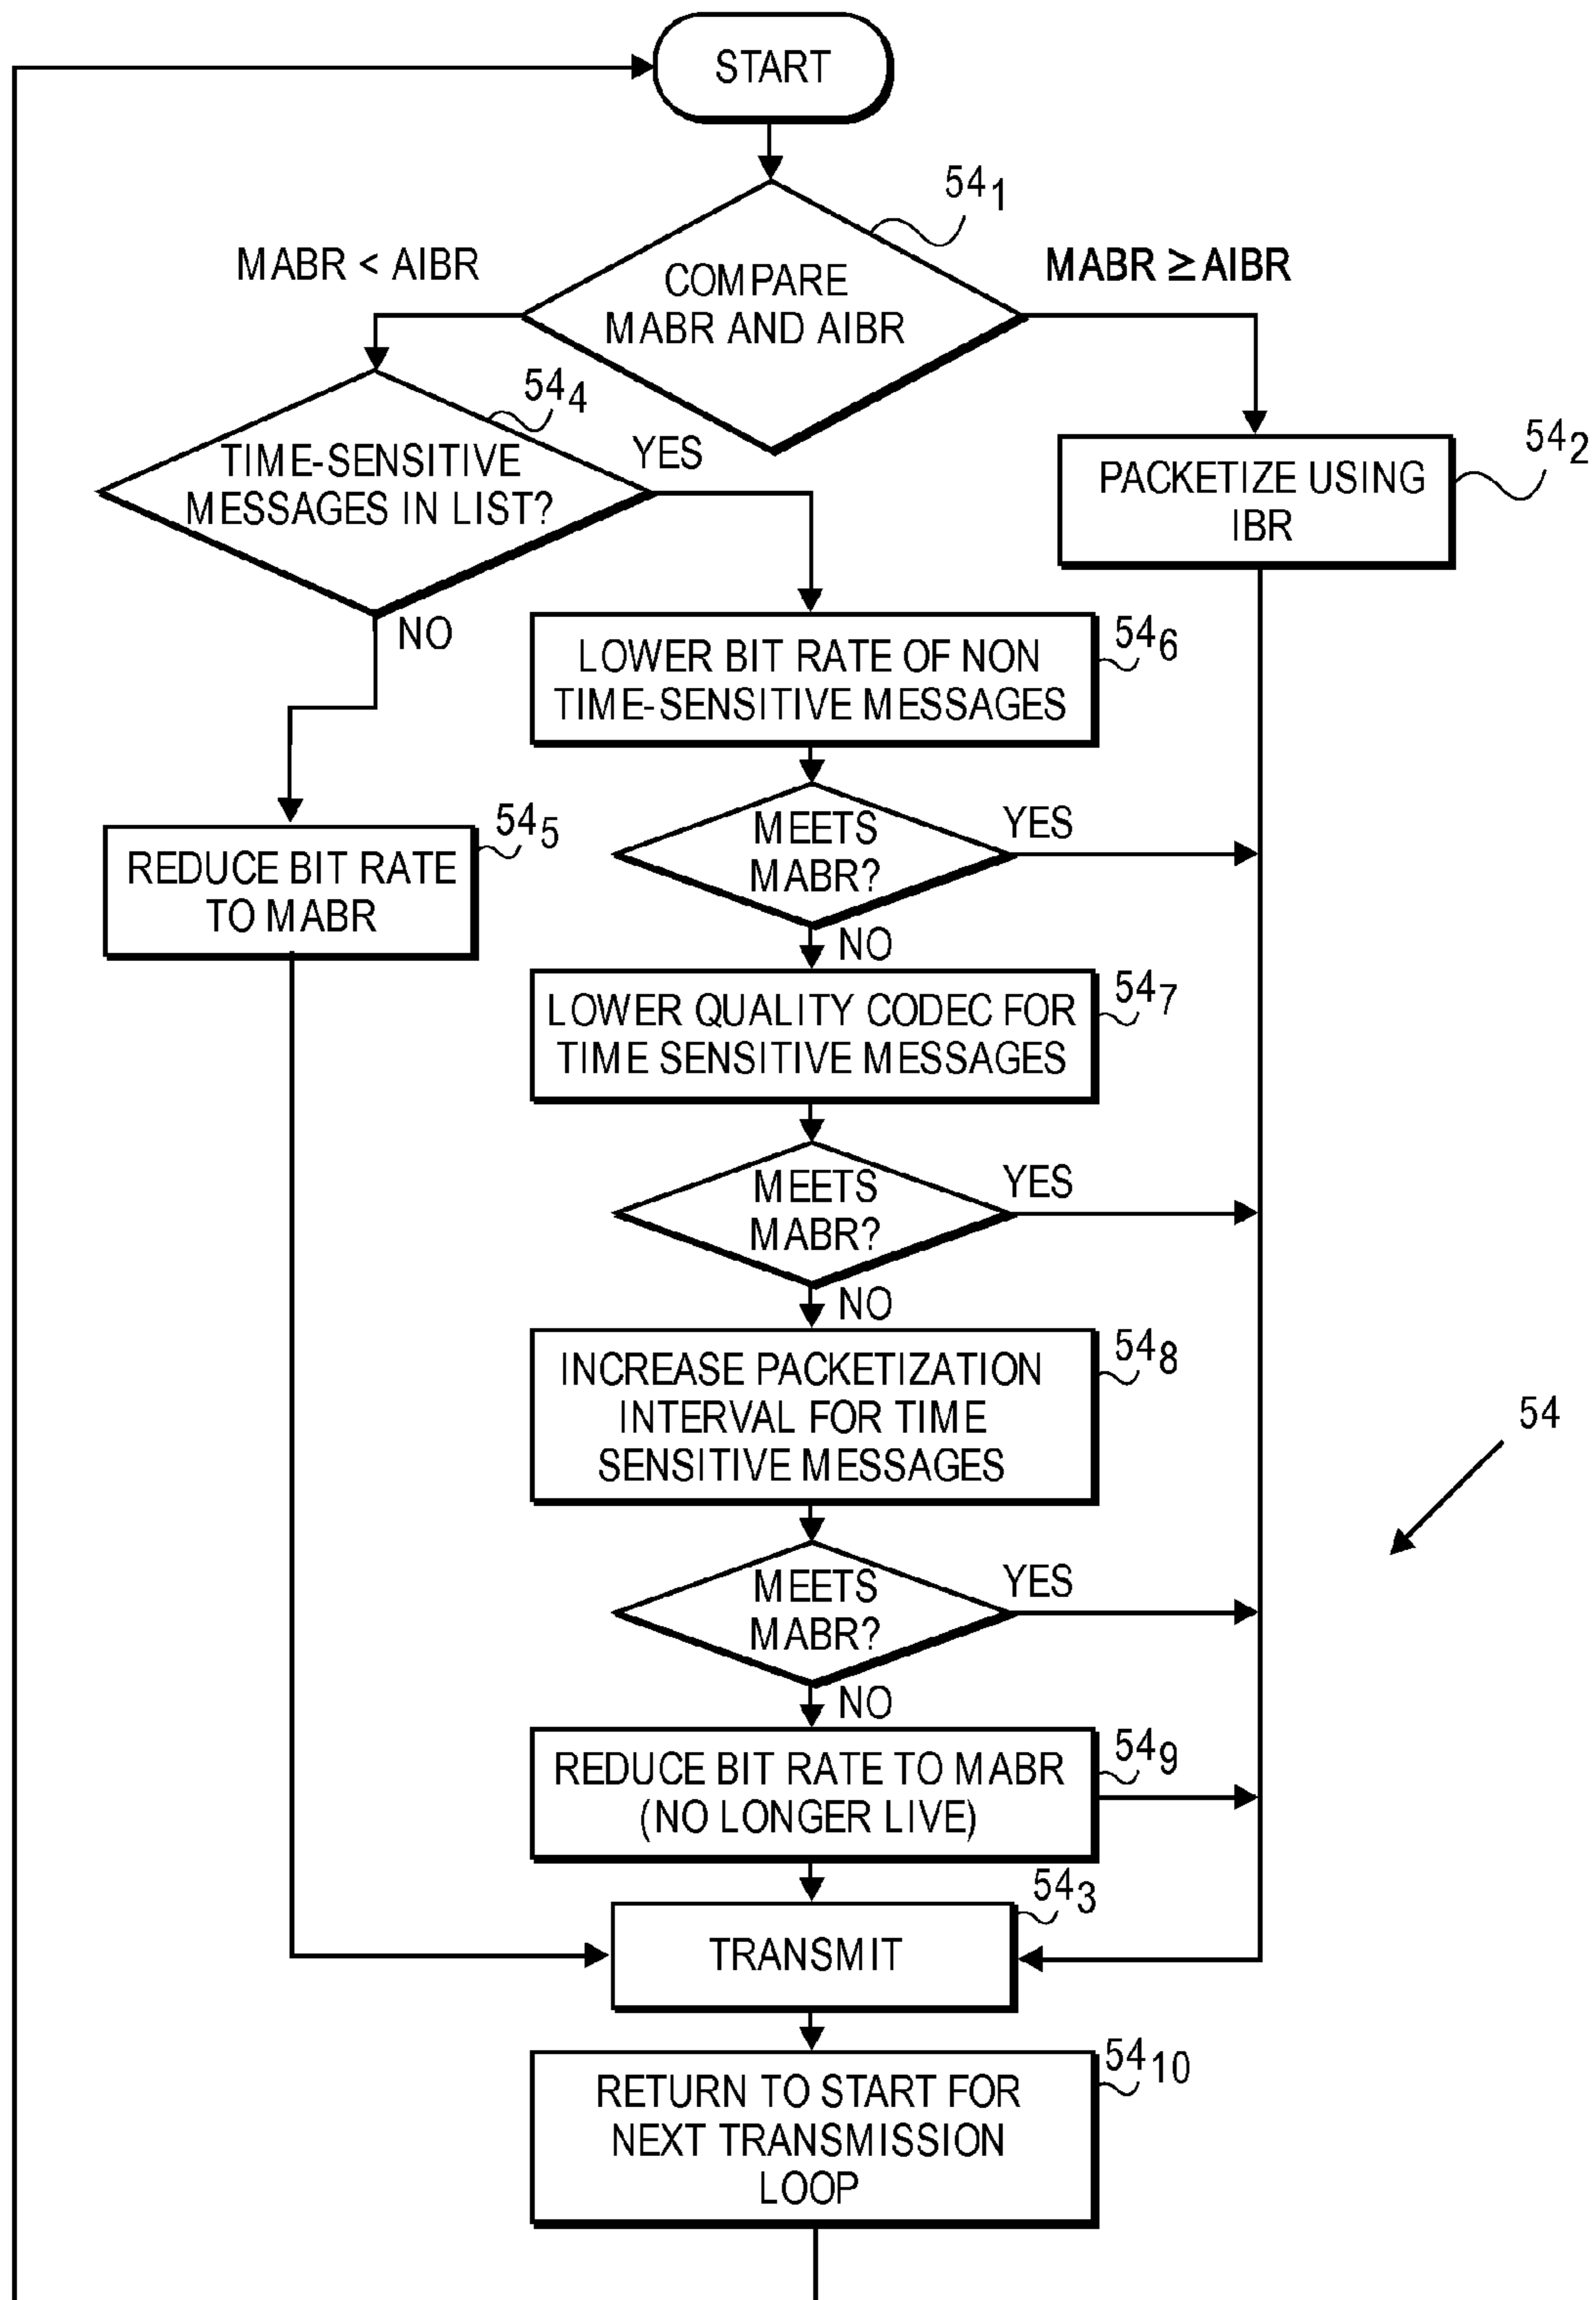 START
54₁
MABR < AIBR
MABR ≥ AIBR
COMPARE
MABR AND AIBR
54₄
TIME-SENSITIVE
MESSAGES IN LIST?
YES
NO
54₂
PACKETIZE USING
IBR
54₆
LOWER BIT RATE OF NON
TIME-SENSITIVE MESSAGES
54₅
REDUCE BIT RATE
TO MABR
MEETS
MABR?
YES
NO
54₇
LOWER QUALITY CODEC FOR
TIME SENSITIVE MESSAGES
MEETS
MABR?
YES
NO
54₈
INCREASE PACKETIZATION
INTERVAL FOR TIME
SENSITIVE MESSAGES
54
MEETS
MABR?
YES
NO
54₉
REDUCE BIT RATE TO MABR
(NO LONGER LIVE)
54₃
TRANSMIT
54₁₀
RETURN TO START FOR
NEXT TRANSMISSION
LOOP